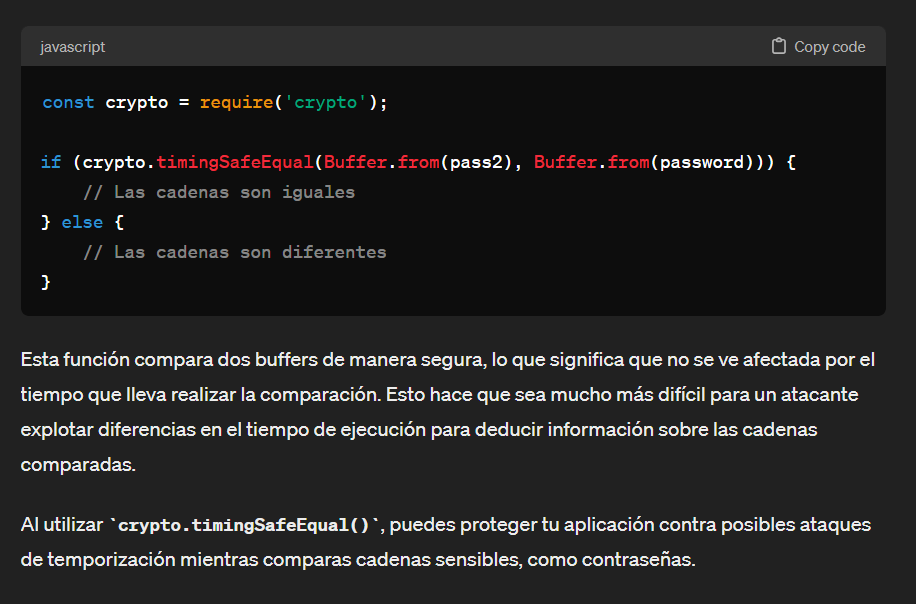 javascript
Copy code
const crypto = require('crypto');
if (crypto.timingSafeEqual(Buffer.from(pass2), Buffer.from(password))) {
// Las cadenas son iguales
} else {
// Las cadenas son diferentes
}
Esta función compara dos buffers de manera segura, lo que significa que no se ve afectada por el
tiempo que lleva realizar la comparación. Esto hace que sea mucho más difícil para un atacante
explotar diferencias en el tiempo de ejecución para deducir información sobre las cadenas
comparadas.
Al utilizar `crypto.timingSafeEqual()`, puedes proteger tu aplicación contra posibles ataques
de temporización mientras comparas cadenas sensibles, como contraseñas.